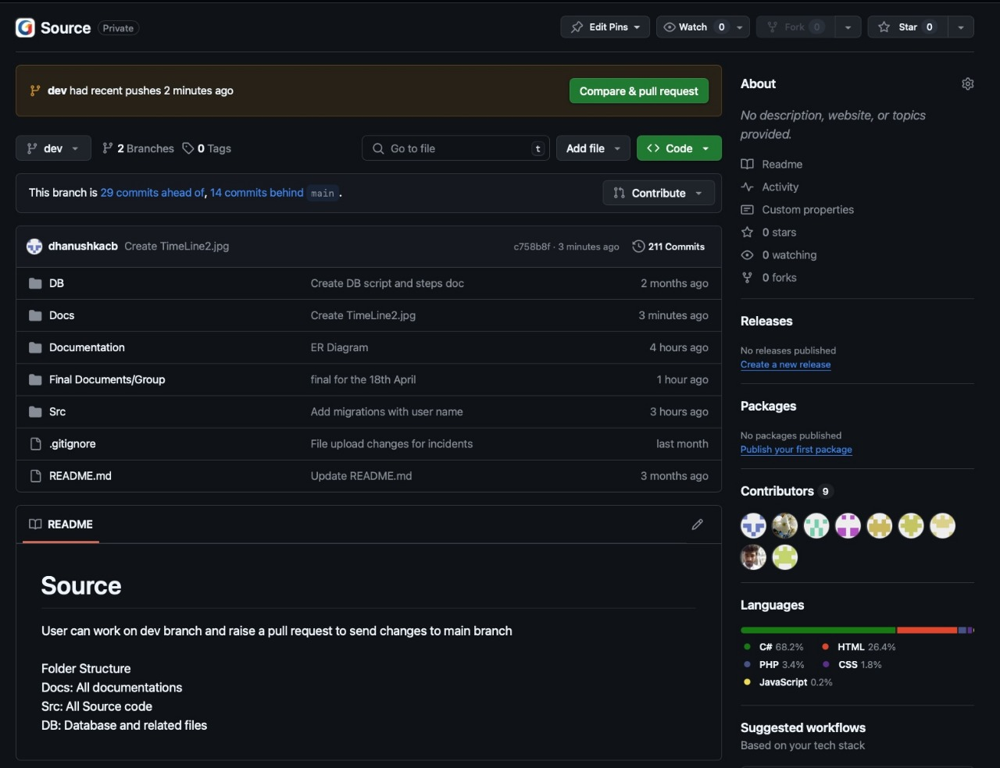 Source Private Edit Pins Watch 0 Fork 0 Star 0
dev had recent pushes 2 minutes ago Compare & pull request
dev 2 Branches 0 Tags Go to file t Add file Code
This branch is 29 commits ahead of, 14 commits behind main . Contribute
dhanushkacb Create TimeLine2.jpg c758b8f · 3 minutes ago 211 Commits
DB Create DB script and steps doc 2 months ago
Docs Create TimeLine2.jpg 3 minutes ago
Documentation ER Diagram 4 hours ago
Final Documents/Group final for the 18th April 1 hour ago
Src Add migrations with user name 3 hours ago
.gitignore File upload changes for incidents last month
README.md Update README.md 3 months ago
README
Source
User can work on dev branch and raise a pull request to send changes to main branch
Folder Structure
Docs: All documentations
Src: All Source code
DB: Database and related files
About
No description, website, or topics
provided.
Readme
Activity
Custom properties
0 stars
0 watching
0 forks
Releases
No releases published
Create a new release
Packages
No packages published
Publish your first package
Contributors 9
Languages
C# 68.2% HTML 26.4%
PHP 3.4% CSS 1.8%
JavaScript 0.2%
Suggested workflows
Based on your tech stack